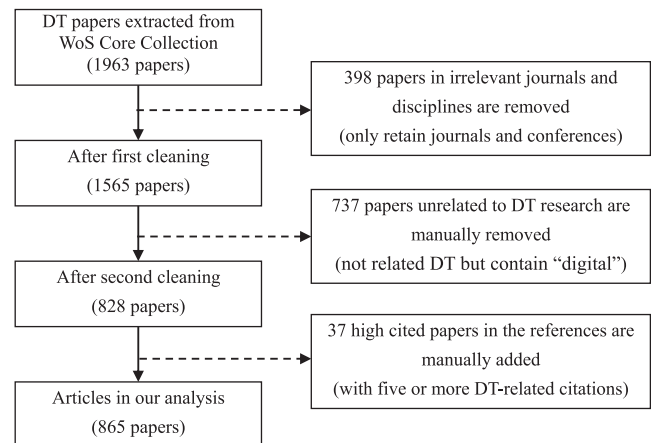 DT papers extracted from
WoS Core Collection
(1963 papers)
398 papers in irrelevant journals and
disciplines are removed
(only retain journals and conferences)
After first cleaning
(1565 papers)
737 papers unrelated to DT research are
manually removed
(not related DT but contain “digital”)
After second cleaning
(828 papers)
37 high cited papers in the references are
manually added
(with five or more DT-related citations)
Articles in our analysis
(865 papers)